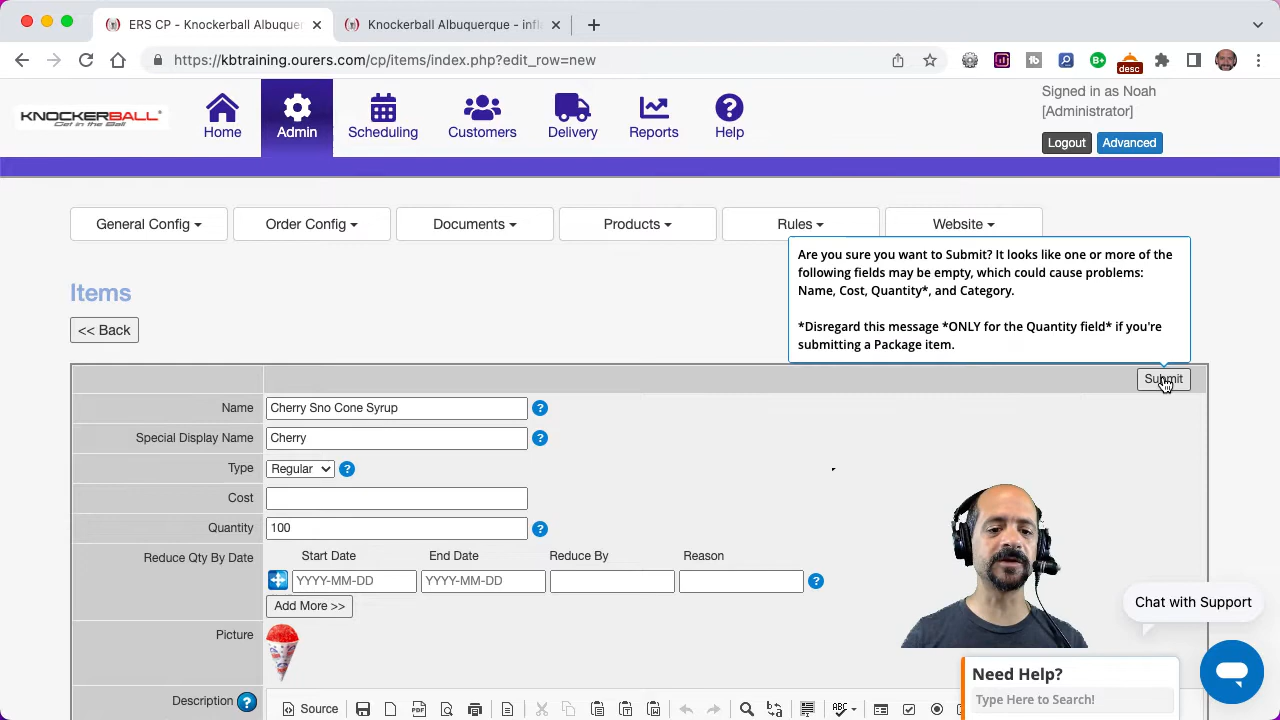 ERS CP - Knockerball Albuquer
Knockerball Albuquerque - infl
https://kbtraining.ourers.com/cp/items/index.php?edit_row=new
desc
KNOCKERBALL
Get in the Ball
Home
Admin
Scheduling
Customers
Delivery
Reports
Help
Signed in as Noah
[Administrator]
Logout
Advanced
General Config
Order Config
Documents
Products
Rules
Website
Are you sure you want to Submit? It looks like one or more of the
following fields may be empty, which could cause problems:
Name, Cost, Quantity*, and Category.
*Disregard this message *ONLY for the Quantity field* if you're
submitting a Package item.
Items
<< Back
Submit
Name
Cherry Sno Cone Syrup
Special Display Name
Cherry
Type
Regular
Cost
Quantity
100
Reduce Qty By Date
Start Date
End Date
Reduce By
Reason
YYYY-MM-DD
YYYY-MM-DD
Add More >>
Picture
Description
Source
Chat with Support
Need Help?
Type Here to Search!